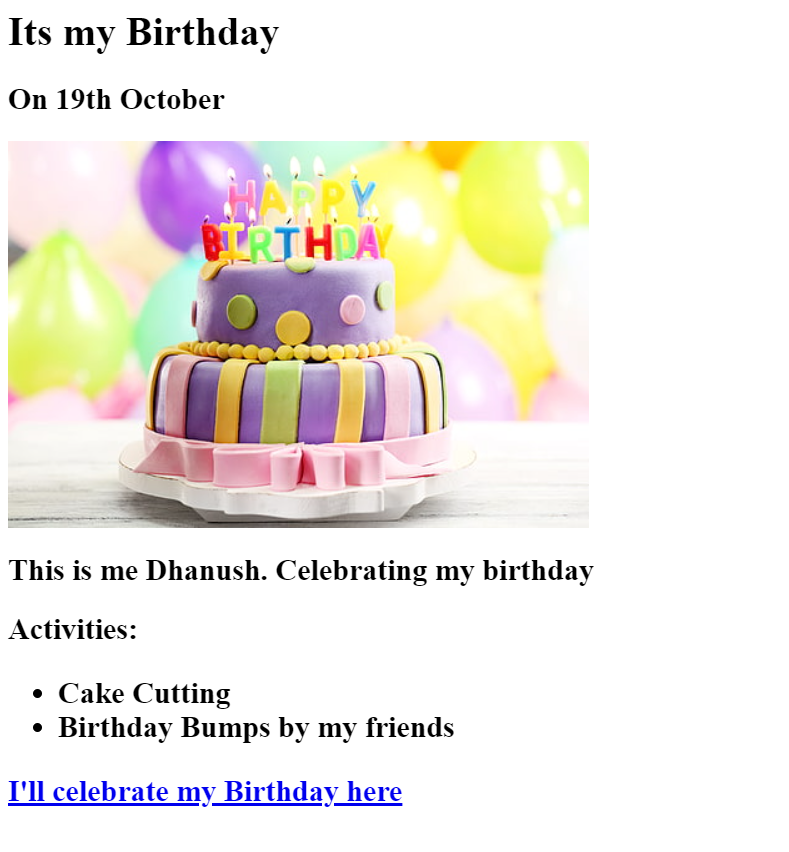 Its my Birthday
On 19th October
HAPPY
BIRTHDAY
This is me Dhanush. Celebrating my birthday
Activities:
Cake Cutting
Birthday Bumps by my friends
I'll celebrate my Birthday here